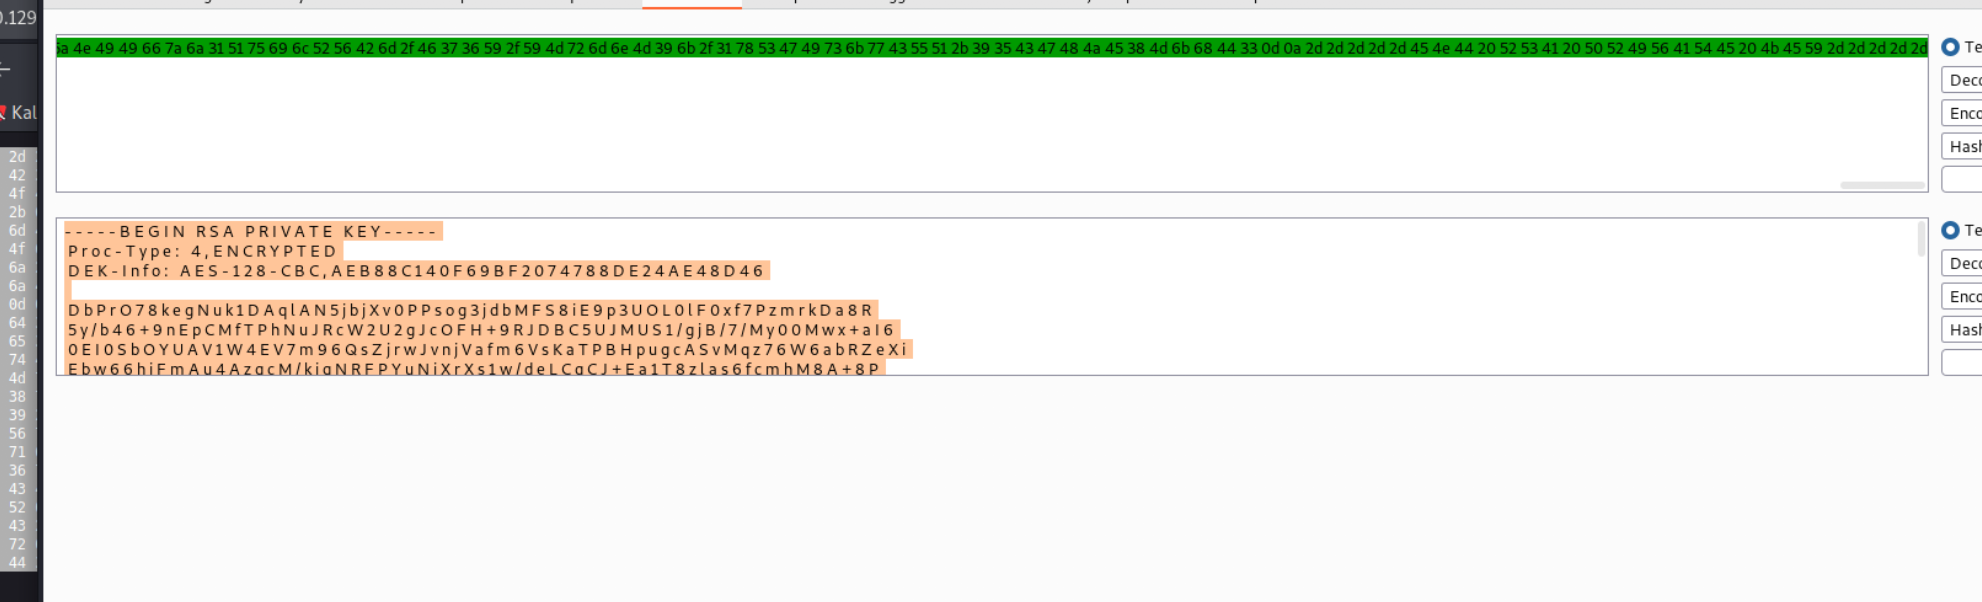 0.129
5a 4e 49 49 66 7a 6a 31 51 75 69 6c 52 56 42 6d 2f 46 37 36 59 2f 59 4d 72 6d 6e 4d 39 6b 2f 31 78 53 47 49 73 6b 77 43 55 51 2b 39 35 43 47 48 4a 45 38 4d 6b 68 44 33 0d 0a 2d 2d 2d 2d 2d 45 4e 44 20 52 53 41 20 50 52 49 56 41 54 45 20 4b 45 59 2d 2d 2d 2d 2d
Te
Deco
Enco
Hash
Kal
2d
42
4f
2b
6d
4f
6a
6a
0d
64
65
74
4d
38
39
56
71
36
43
52
43
72
44
-----BEGIN RSA PRIVATE KEY-----
Proc-Type: 4,ENCRYPTED
DEK-Info: AES-128-CBC,AEB88C140F69BF2074788DE24AE48D46
DbPrO78kegNuk1DAqlAN5jbjXv0PPsog3jdbMFS8iE9p3UOL0lF0xf7PzmrkDa8R
5y/b46+9nEpCMfTPhNuJRcW2U2gJcOFH+9RJDBC5UJMUS1/gjB/7/My00Mwx+aI6
0EI0SbOYUAV1W4EV7m96QsZjrwJvnjVafm6VsKaTPBHpugcASvMqz76W6abRZeXi
Ebw66hjFmAu4AzqcM/kigNRFPYuNiXrXs1w/deLCqCJ+Ea1T8zlas6fcmhM8A+8P
Te
Deco
Enco
Hash